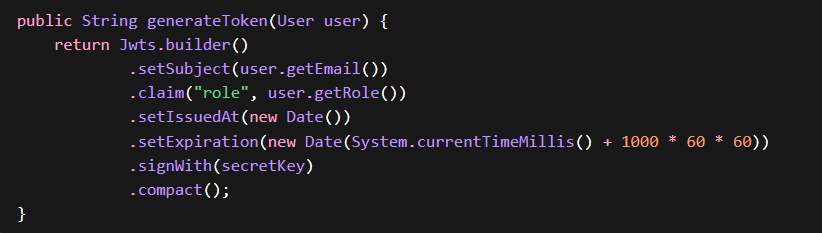 public String generateToken(User user) {
    return Jwts.builder()
            .setSubject(user.getEmail())
            .claim("role", user.getRole())
            .setIssuedAt(new Date())
            .setExpiration(new Date(System.currentTimeMillis() + 1000 * 60 * 60))
            .signWith(secretKey)
            .compact();
}